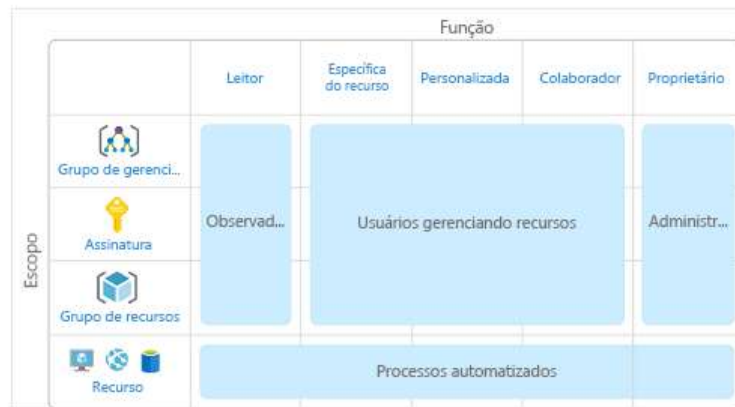 Função
Leitor
Específica
do recurso
Personalizada
Colaborador
Proprietário
Grupo de gerenci...
Observad...
Usuários gerenciando recursos
Administr...
Assinatura
Escopo
Grupo de recursos
Processos automatizados
Recurso